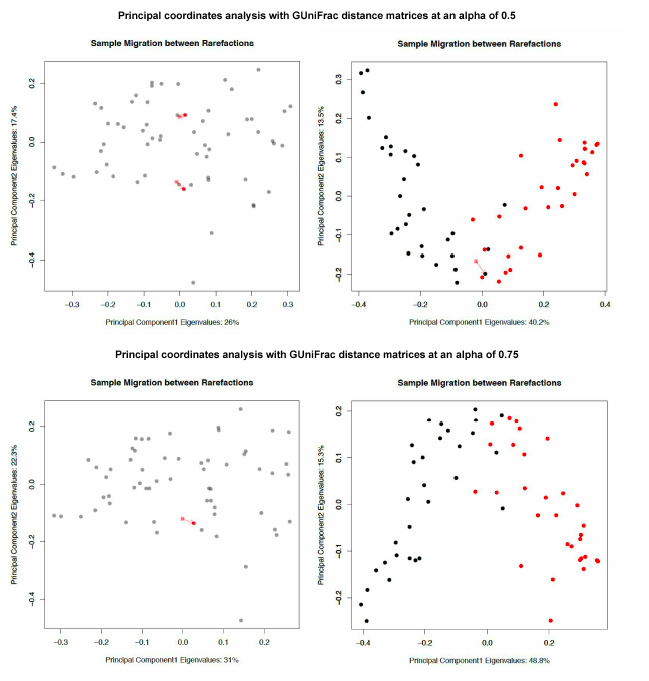 Principal coordinates analysis with GUniFrac distance matrices at an alpha of 0.5
Sample Migration between Rarefactions
Sample Migration between Rarefactions
Principal Component2 Eigenvalues: 17.4%
0.2
0.0
−0.2
−0.4
−0.3 −0.2 −0.1 0.0 0.1 0.2 0.3
Principal Component1 Eigenvalues: 26%
Principal Component2 Eigenvalues: 13.5%
0.3
0.2
0.1
0.0
−0.1
−0.2
−0.4 −0.2 0.0 0.2 0.4
Principal Component1 Eigenvalues: 40.2%
Principal coordinates analysis with GUniFrac distance matrices at an alpha of 0.75
Sample Migration between Rarefactions
Sample Migration between Rarefactions
Principal Component2 Eigenvalues: 22.3%
0.2
0.0
−0.2
−0.4
−0.3 −0.2 −0.1 0.0 0.1 0.2
Principal Component1 Eigenvalues: 31%
Principal Component2 Eigenvalues: 15.3%
0.2
0.1
0.0
−0.1
−0.2
−0.4 −0.2 0.0 0.2
Principal Component1 Eigenvalues: 48.8%